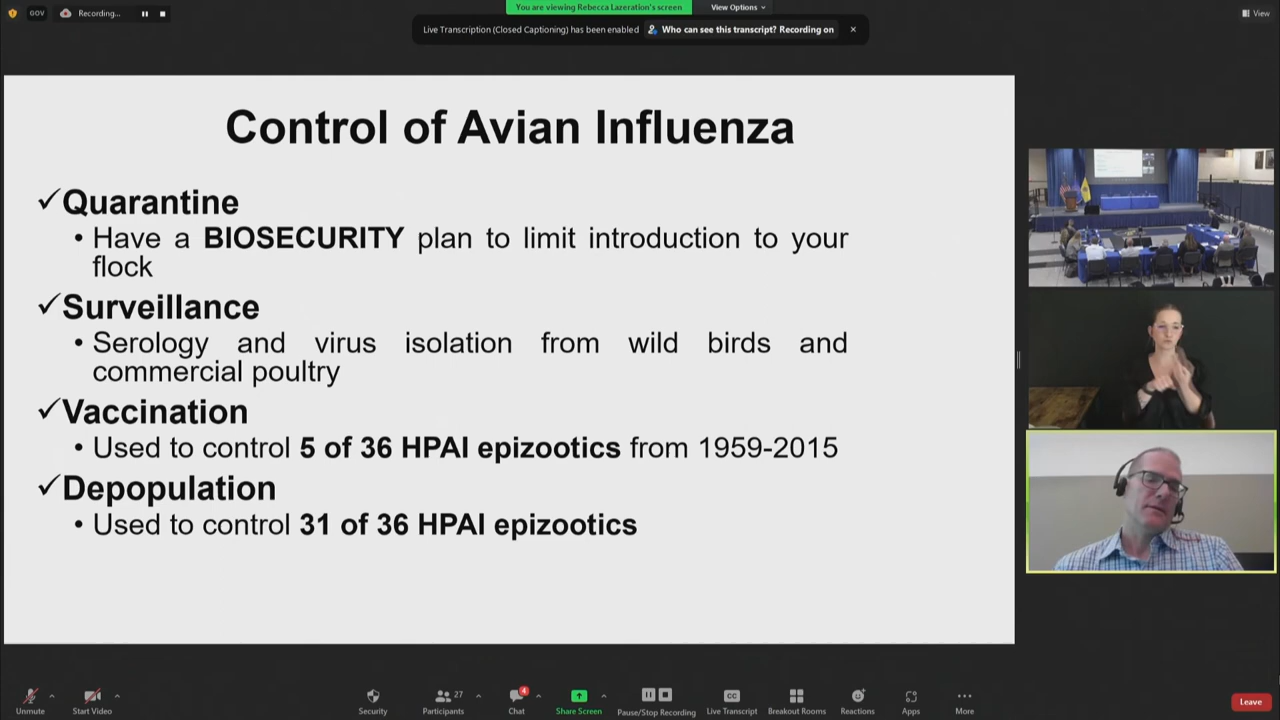 GOV
Recording...
You are viewing Rebecca Lazeration's screen
View Options
View
Live Transcription (Closed Captioning) has been enabled
Who can see this transcript? Recording on
Control of Avian Influenza
✓Quarantine
• Have a BIOSECURITY plan to limit introduction to your
flock
✓Surveillance
• Serology and virus isolation from wild birds and
commercial poultry
✓Vaccination
• Used to control 5 of 36 HPAI epizootics from 1959-2015
✓Depopulation
• Used to control 31 of 36 HPAI epizootics
Unmute
Start Video
Security
Participants
27
Chat
4
Share Screen
Pause/Stop Recording
CC
Live Transcript
Breakout Rooms
Reactions
Apps
More
Leave